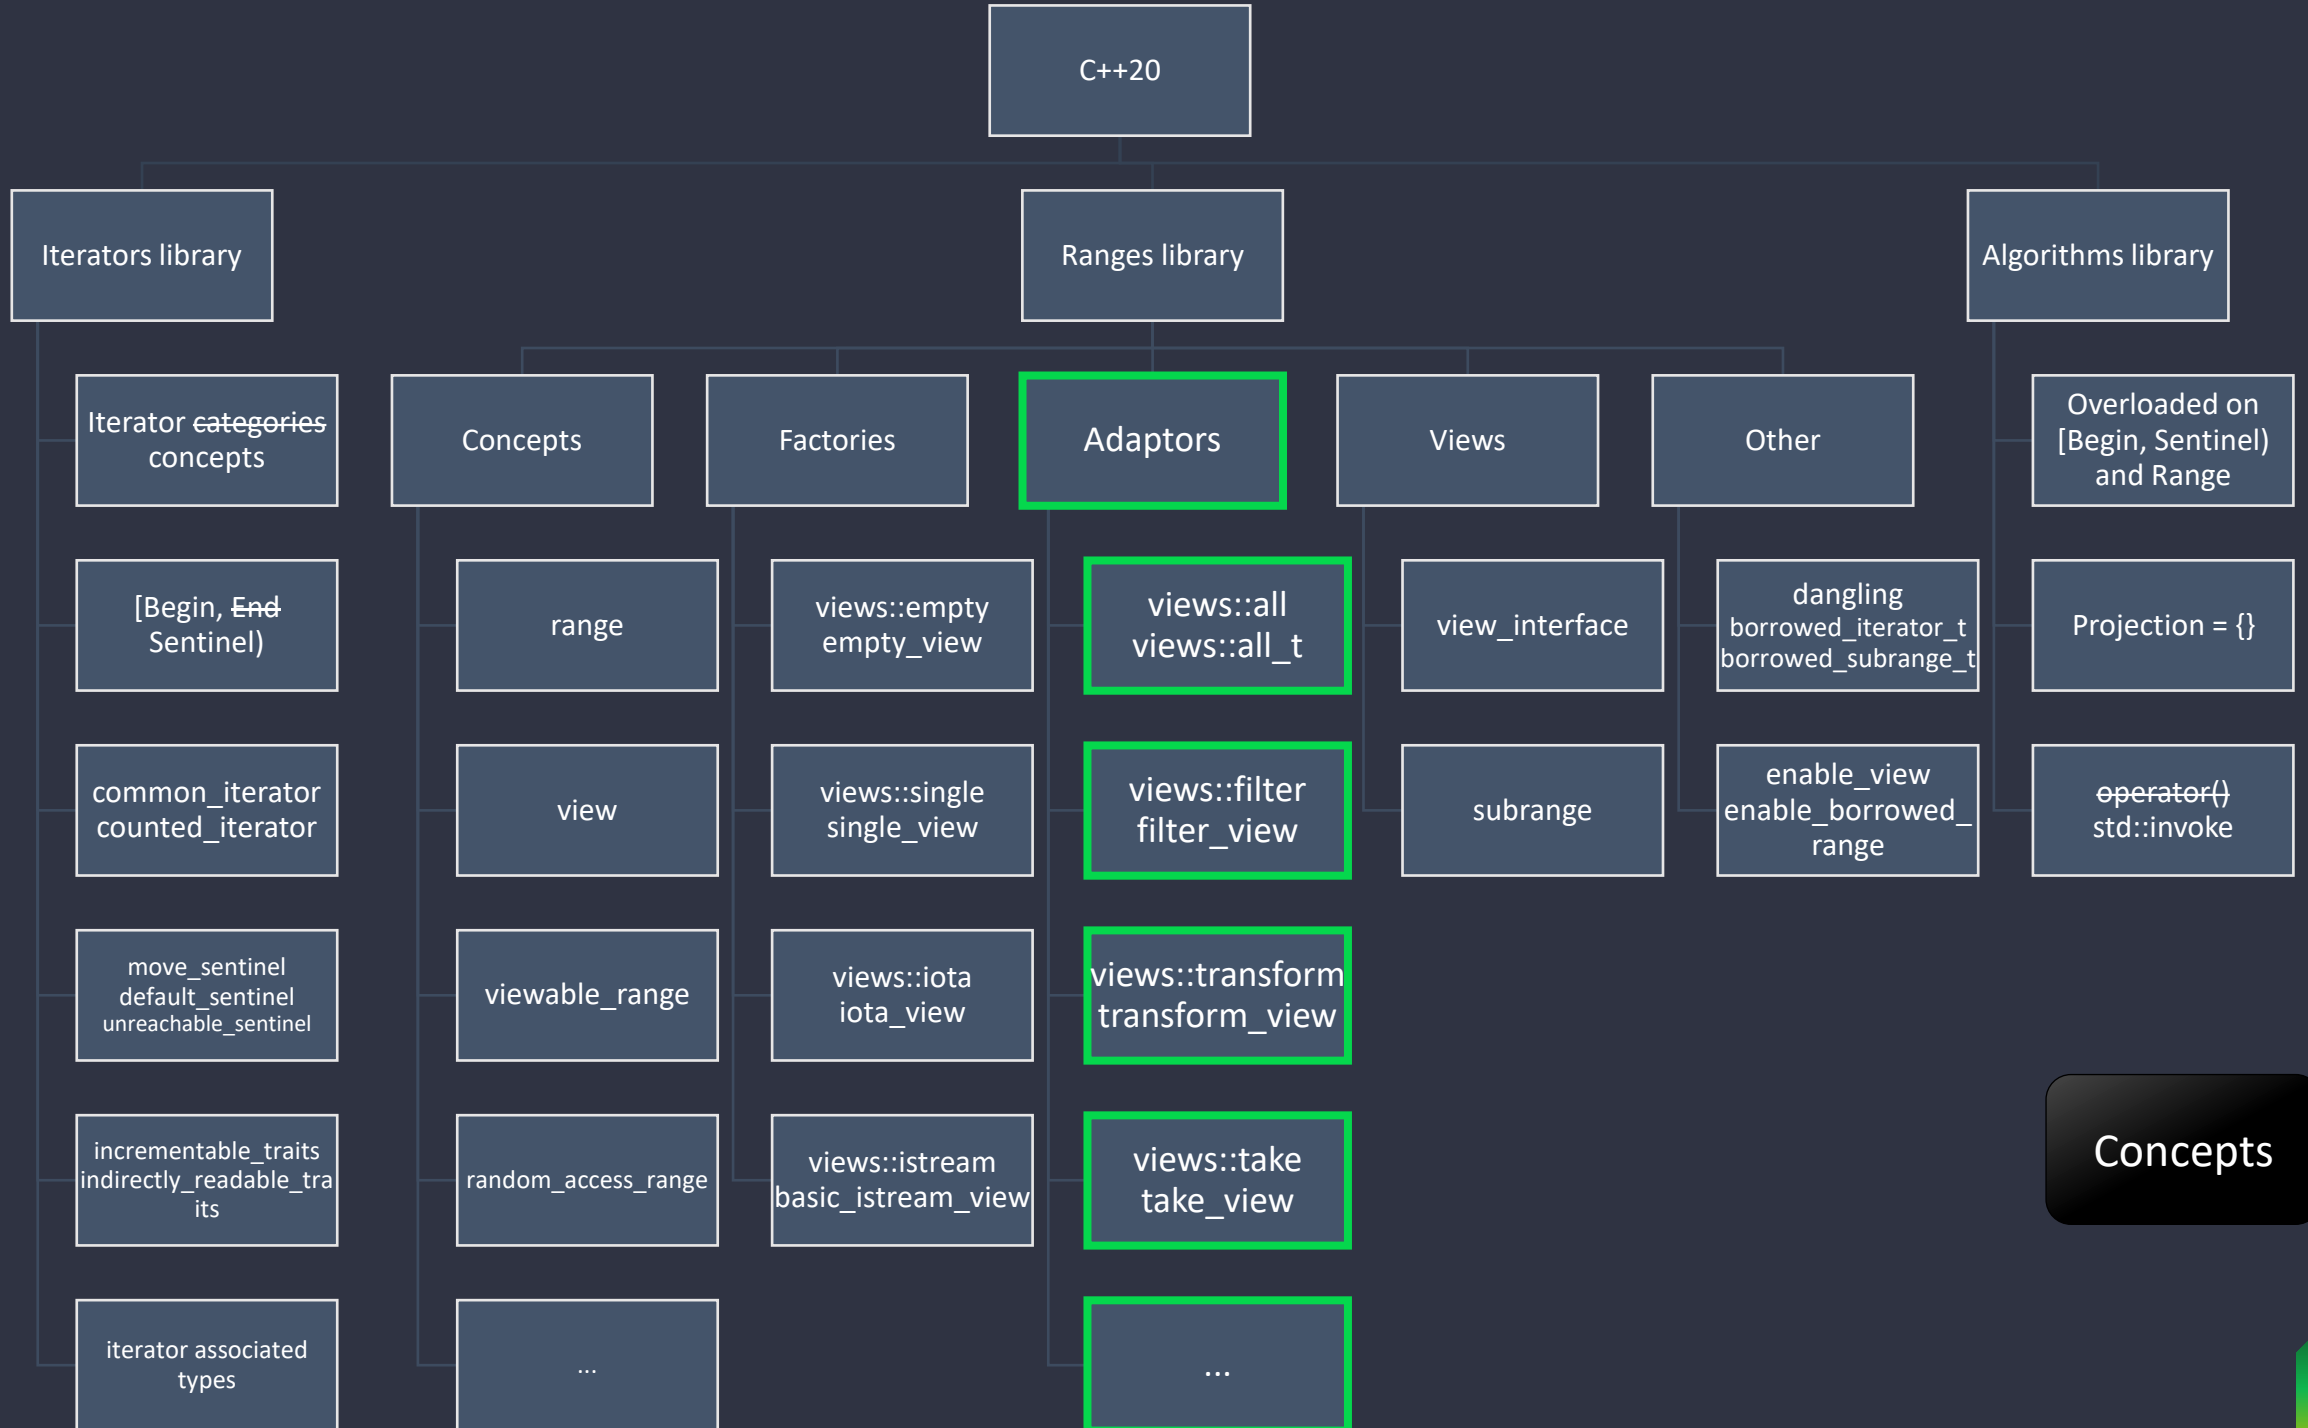 C++20
Iterators library
Ranges library
Algorithms library
Iterator categories
concepts
[Begin, End
Sentinel)
common_iterator
counted_iterator
move_sentinel
default_sentinel
unreachable_sentinel
incrementable_traits
indirectly_readable_tra
its
iterator associated
types
Concepts
range
view
viewable_range
random_access_range
...
Factories
views::empty
empty_view
views::single
single_view
views::iota
iota_view
views::istream
basic_istream_view
Adaptors
views::all
views::all_t
views::filter
filter_view
views::transform
transform_view
views::take
take_view
...
Views
view_interface
subrange
Other
dangling
borrowed_iterator_t
borrowed_subrange_t
enable_view
enable_borrowed_
range
Overloaded on
[Begin, Sentinel)
and Range
Projection = {}
operator()
std::invoke
Concepts